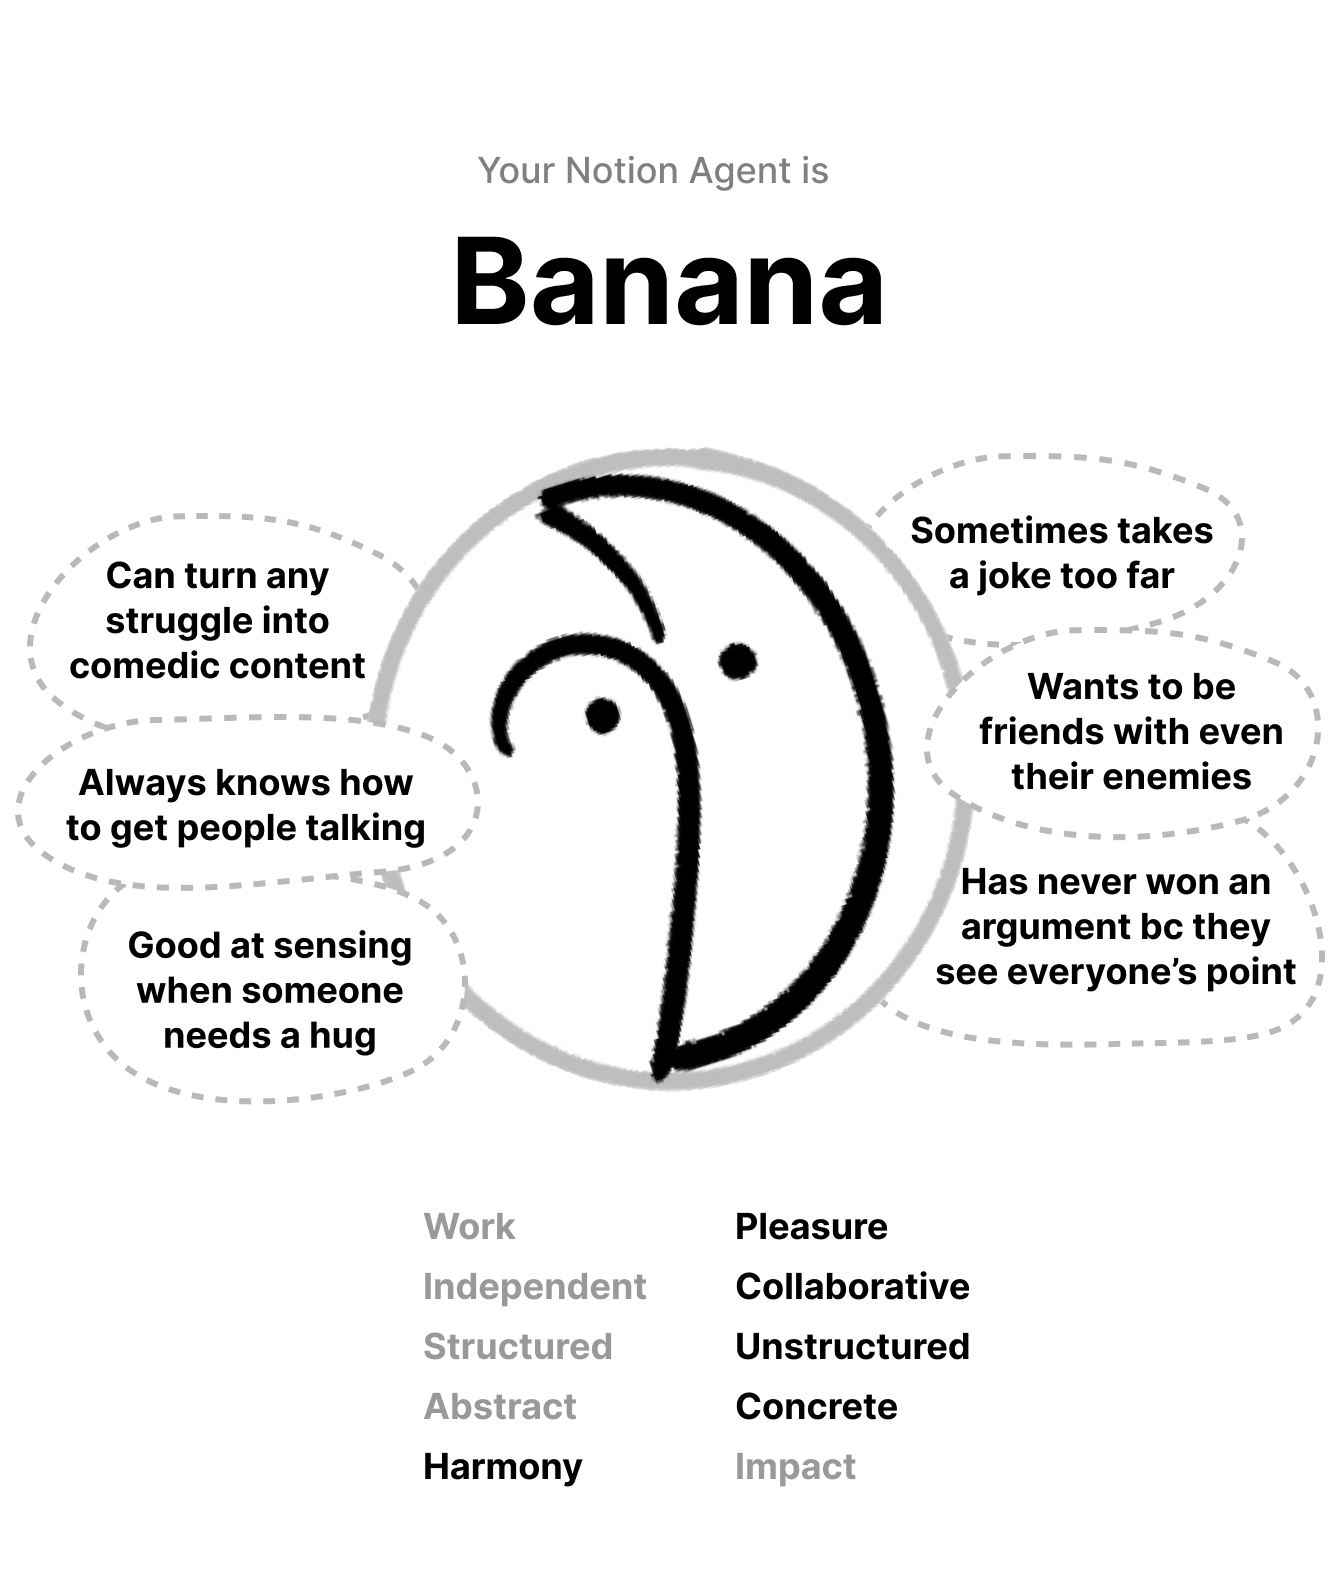 Your Notion Agent is
Banana
Can turn any
struggle into
comedic content
Always knows how
to get people talking
Good at sensing
when someone
needs a hug
Sometimes takes
a joke too far
Wants to be
friends with even
their enemies
Has never won an
argument bc they
see everyone’s point
Work Pleasure
Independent Collaborative
Structured Unstructured
Abstract Concrete
Harmony Impact